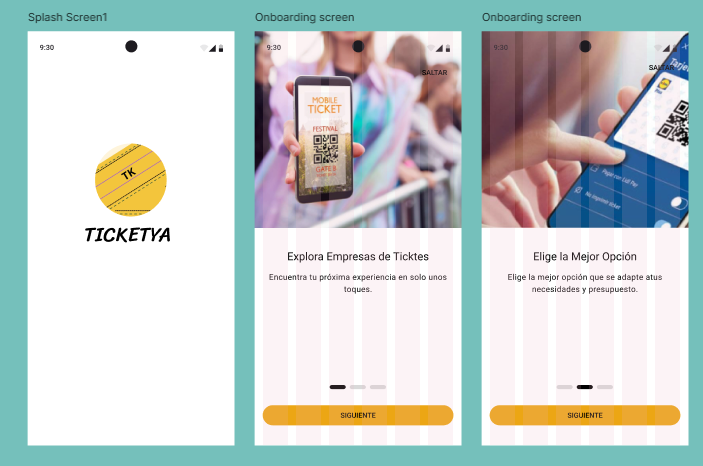 Splash Screen1
9:30
TK
TICKETYA
Onboarding screen
9:30
SALTAR
MOBILE
TICKET
FESTIVAL
GATE 8
Explora Empresas de Ticktes
Encuentra tu próxima experiencia en solo unos
toques.
SIGUIENTE
Onboarding screen
9:30
Elige la Mejor Opción
Elige la mejor opción que se adapte atus
necesidades y presupuesto.
SIGUIENTE